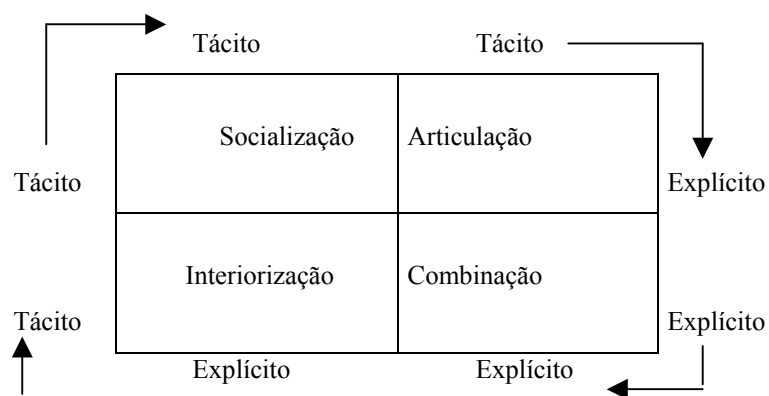 Tácito Tácito
Socialização Articulação
Tácito Explícito
Interiorização Combinação
Tácito Explícito
Explícito Explícito